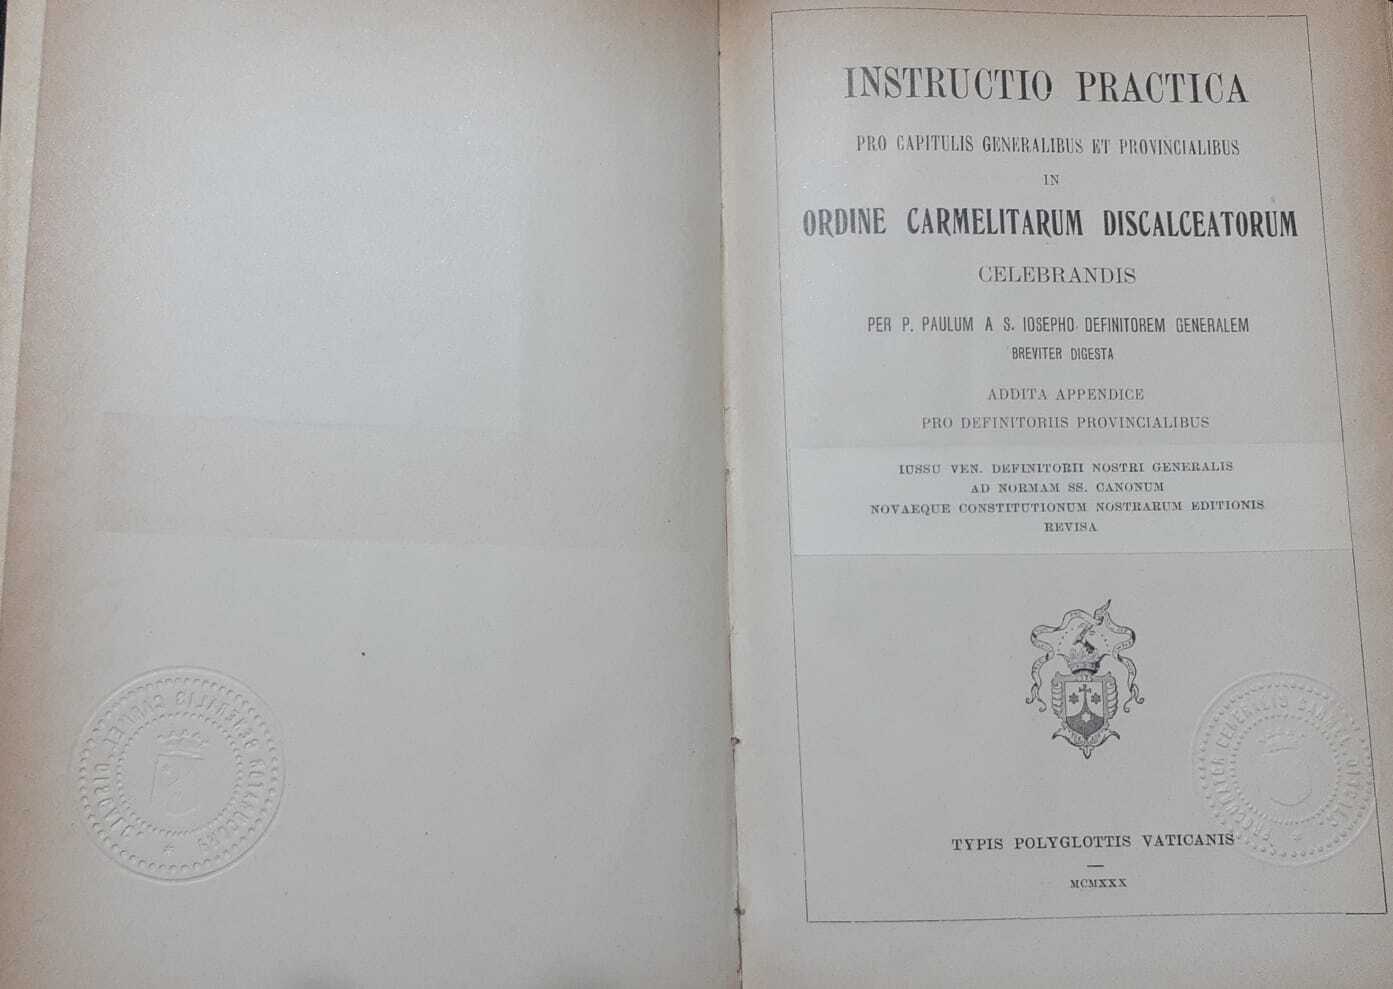 INSTRUCTIO PRACTICA
PRO CAPITULIS GENERALIBUS ET PROVINCIALIBUS
IN
ORDINE CARMELITARUM DISCALCEATORUM
CELEBRANDIS
PER P. PAULUM A S. IOSEPHO DEFINITOREM GENERALEM
BREVITER DIGESTA
ADDITA APPENDICE
PRO DEFINITORIIS PROVINCIALIBUS
IUSSU VEN. DEFINITORII NOSTRI GENERALIS
AD NORMAM SS. CANONUM
NOVAEQUE CONSTITUTIONUM NOSTRARUM EDITIONIS
REVISA
PROCURATOR GENERALIS
TYPIS POLYGLOTTIS VATICANIS
MCMXXX